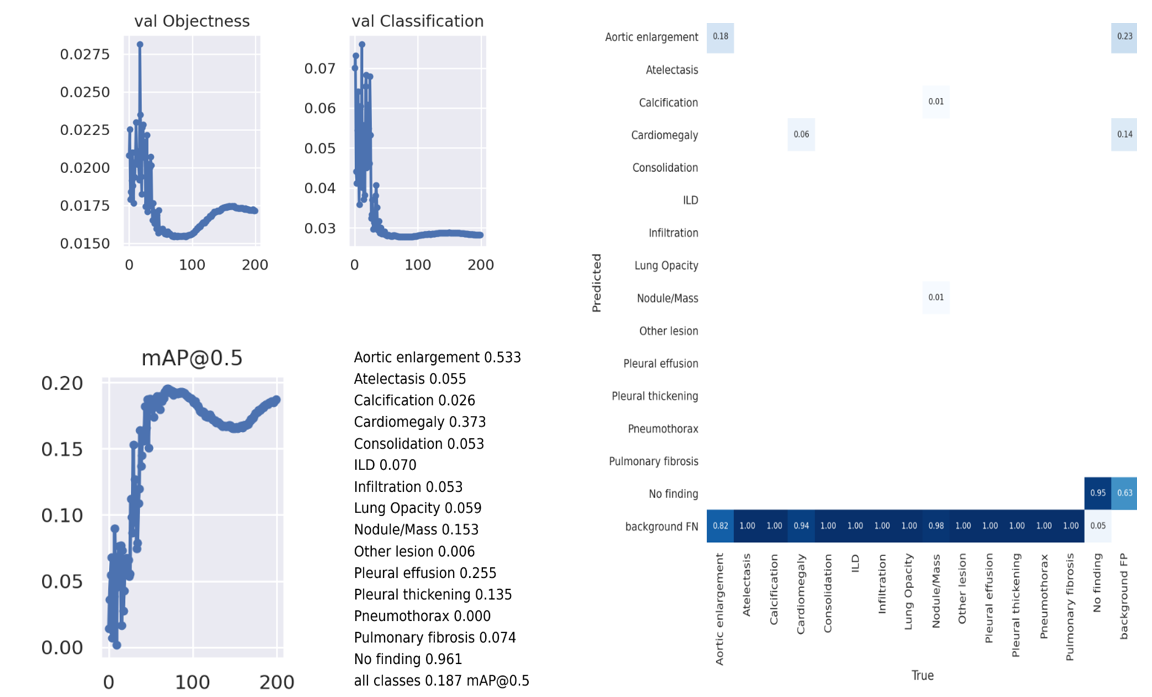 val Objectness
0.0275
0.0250
0.0225
0.0200
0.0175
0.0150
0 100 200
val Classification
0.07
0.06
0.05
0.04
0.03
0 100 200
mAP@0.5
0.20
0.15
0.10
0.05
0.00
0 100 200
Aortic enlargement 0.533
Atelectasis 0.055
Calcification 0.026
Cardiomegaly 0.373
Consolidation 0.053
ILD 0.070
Infiltration 0.053
Lung Opacity 0.059
Nodule/Mass 0.153
Other lesion 0.006
Pleural effusion 0.255
Pleural thickening 0.135
Pneumothorax 0.000
Pulmonary fibrosis 0.074
No finding 0.961
all classes 0.187 mAP@0.5
Predicted
Aortic enlargement 0.18 0.23
Atelectasis
Calcification 0.01
Cardiomegaly 0.06 0.14
Consolidation
ILD
Infiltration
Lung Opacity
Nodule/Mass 0.01
Other lesion
Pleural effusion
Pleural thickening
Pneumothorax
Pulmonary fibrosis
No finding 0.95 0.63
background FN 0.82 1.00 1.00 0.94 1.00 1.00 1.00 1.00 0.98 1.00 1.00 1.00 1.00 1.00 0.05
Aortic enlargement
Atelectasis
Calcification
Cardiomegaly
Consolidation
ILD
Infiltration
Lung Opacity
Nodule/Mass
Other lesion
Pleural effusion
Pleural thickening
Pneumothorax
Pulmonary fibrosis
No finding
background FP
True